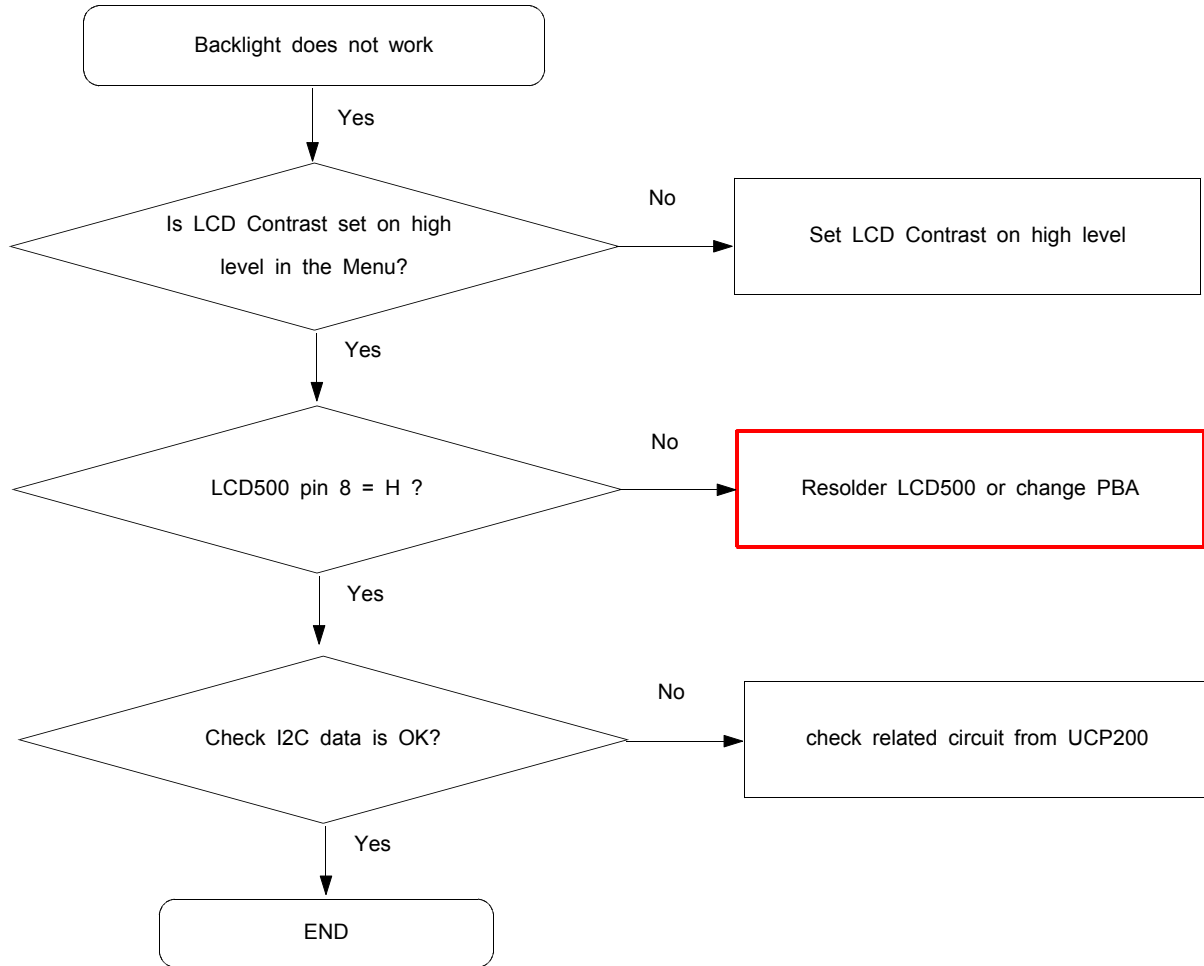 Backlight does not work
Yes
Is LCD Contrast set on high
level in the Menu?
No
Set LCD Contrast on high level
Yes
LCD500 pin 8 = H ?
No
Resolder LCD500 or change PBA
Yes
Check I2C data is OK?
No
check related circuit from UCP200
Yes
END